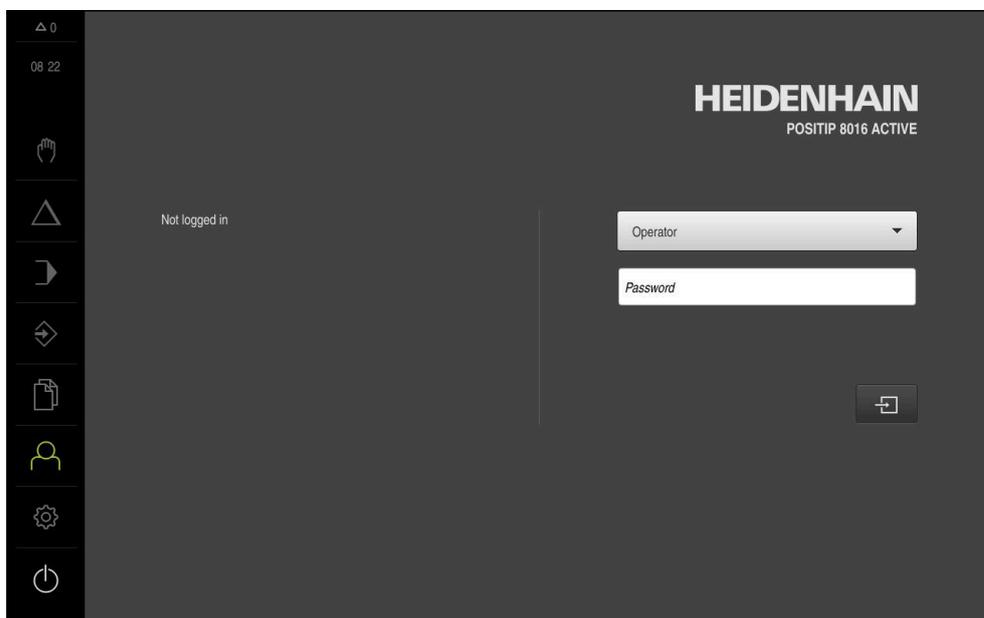 0
08 22
HEIDENHAIN
POSITIP 8016 ACTIVE
Not logged in
Operator
Password